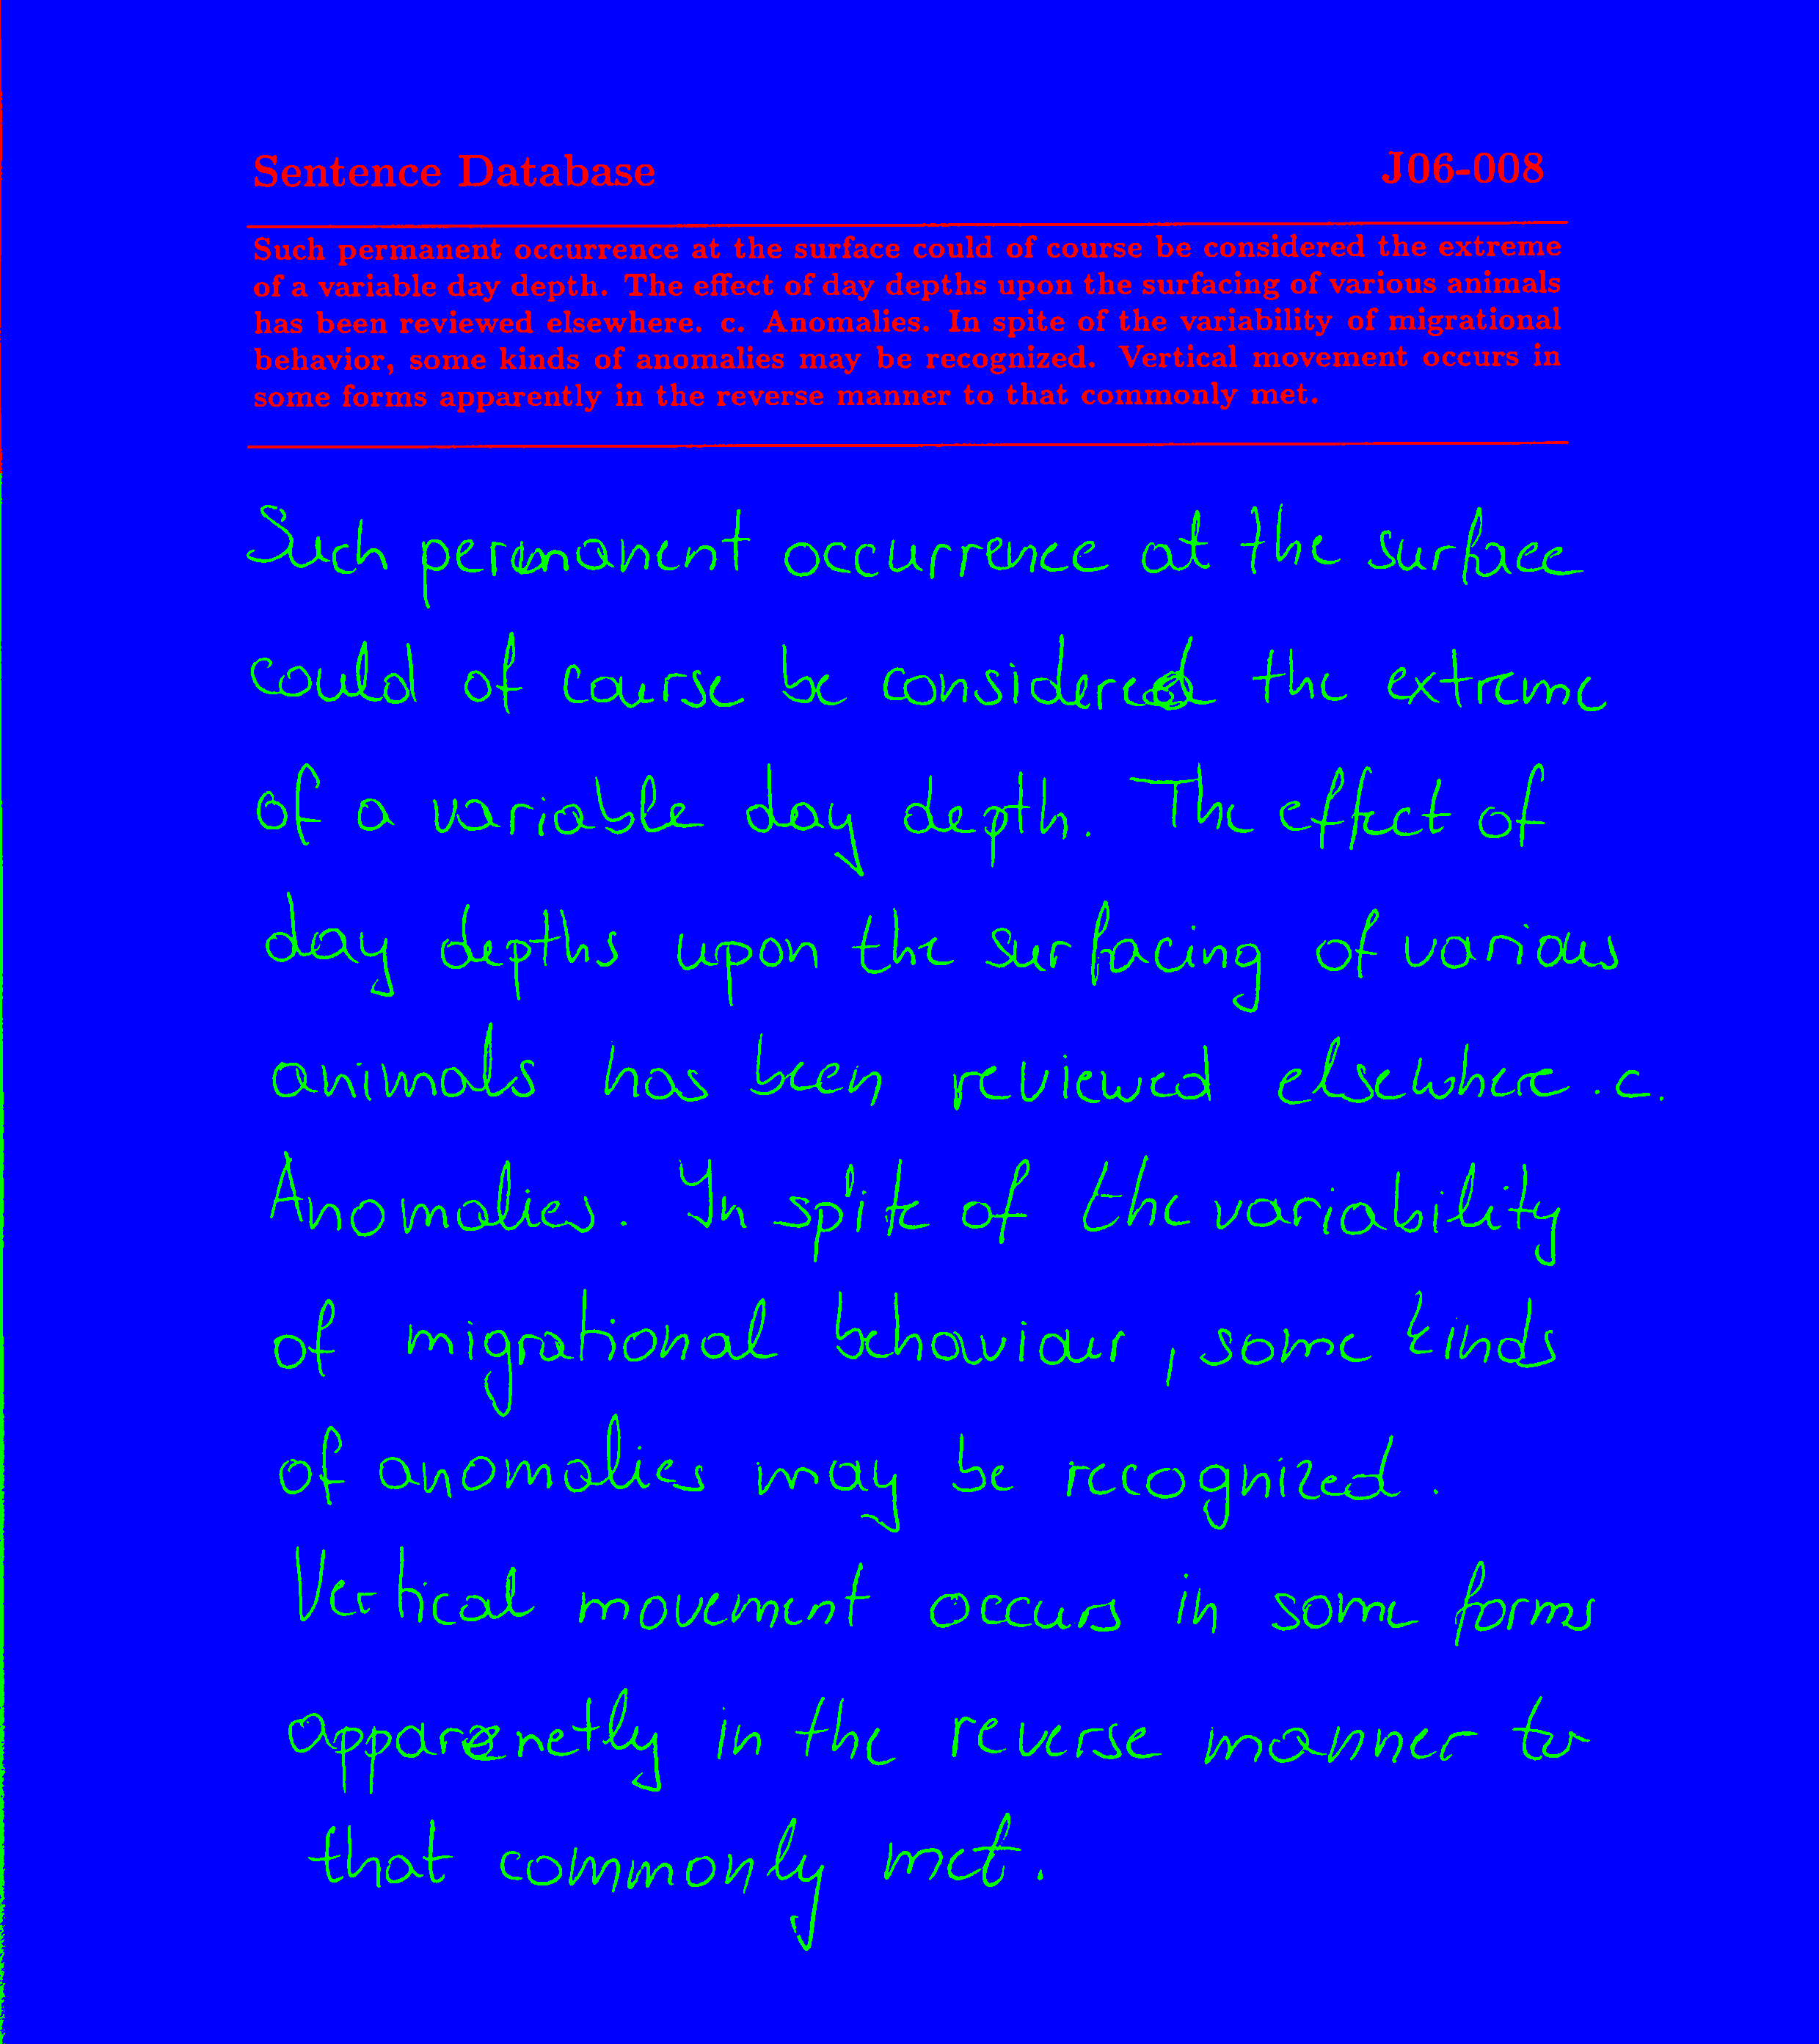 Sentence Database J06-008
Such permanent occurrence at the surface could of course be considered the extreme
of a variable day depth. The effect of day depths upon the surfacing of various animals
has been reviewed elsewhere. c. Anomalies. In spite of the variability of migrational
behavior, some kinds of anomalies may be recognized. Vertical movement occurs in
some forms apparently in the reverse manner to that commonly met.
Such permanent occurrence at the surface
could of course be considered the extreme
of a variable day depth. The effect of
day depths upon the surfacing of various
animals has been reviewed elsewhere. c.
Anomalies. In spite of the variability
of migrational behaviour, some kinds
of anomalies may be recognized.
Vertical movement occurs in some forms
apparenetly in the reverse manner to
that commonly met.